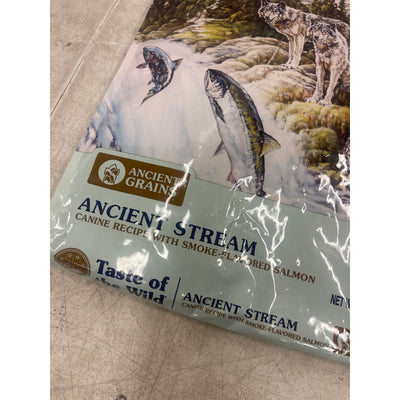 ANCIENT
GRAINS
ANCIENT STREAM
CANINE RECIPE WITH SMOKE-FLAVORED SALMON
Taste of
the Wild
ANCIENT STREAM
CANINE RECIPE WITH SMOKE-FLAVORED SALMON
NET